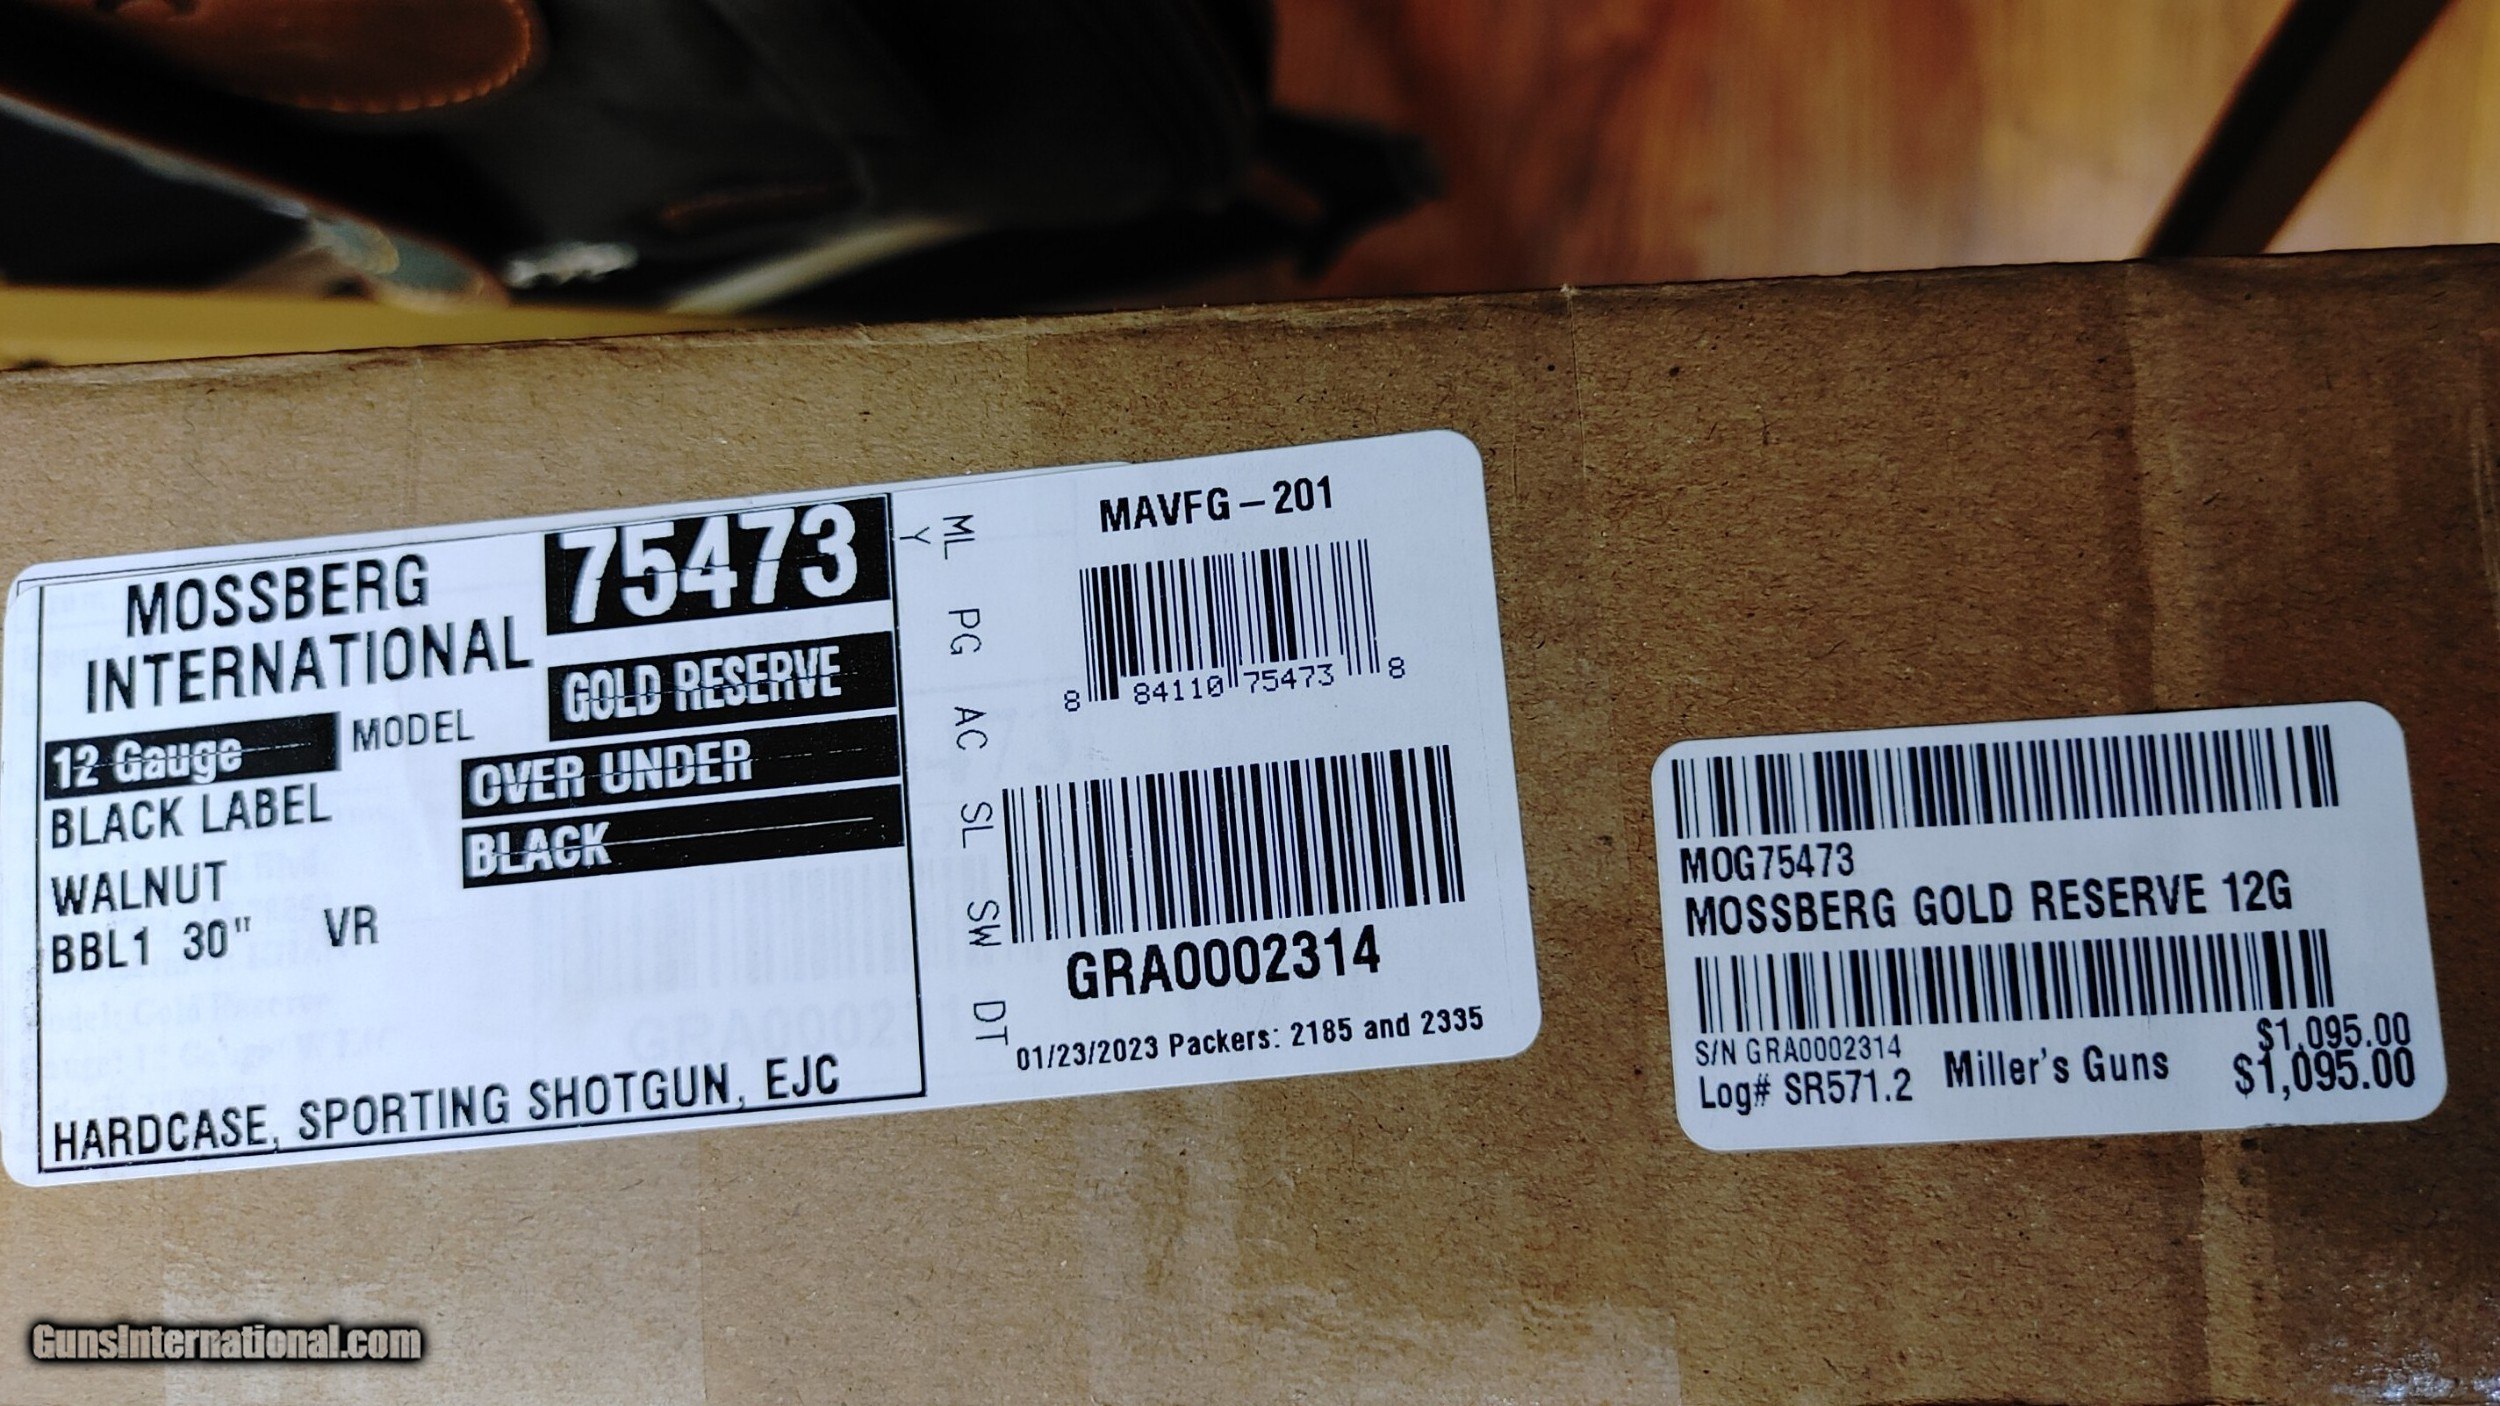 MOSSBERG
INTERNATIONAL
75473
GOLD RESERVE
12 Gauge MODEL
OVER UNDER
BLACK LABEL
BLACK
WALNUT
BBL1 30" VR
HARDCASE, SPORTING SHOTGUN, EJC
ML PG AC SL SW DT
Y
MAVFG-201
8 84110 75473 8
GRA0002314
01/23/2023 Packers: 2185 and 2335
MOG75473
MOSSBERG GOLD RESERVE 12G
S/N GRA0002314 $1,095.00
Log# SR571.2 Miller's Guns $1,095.00
GunsInternational.com